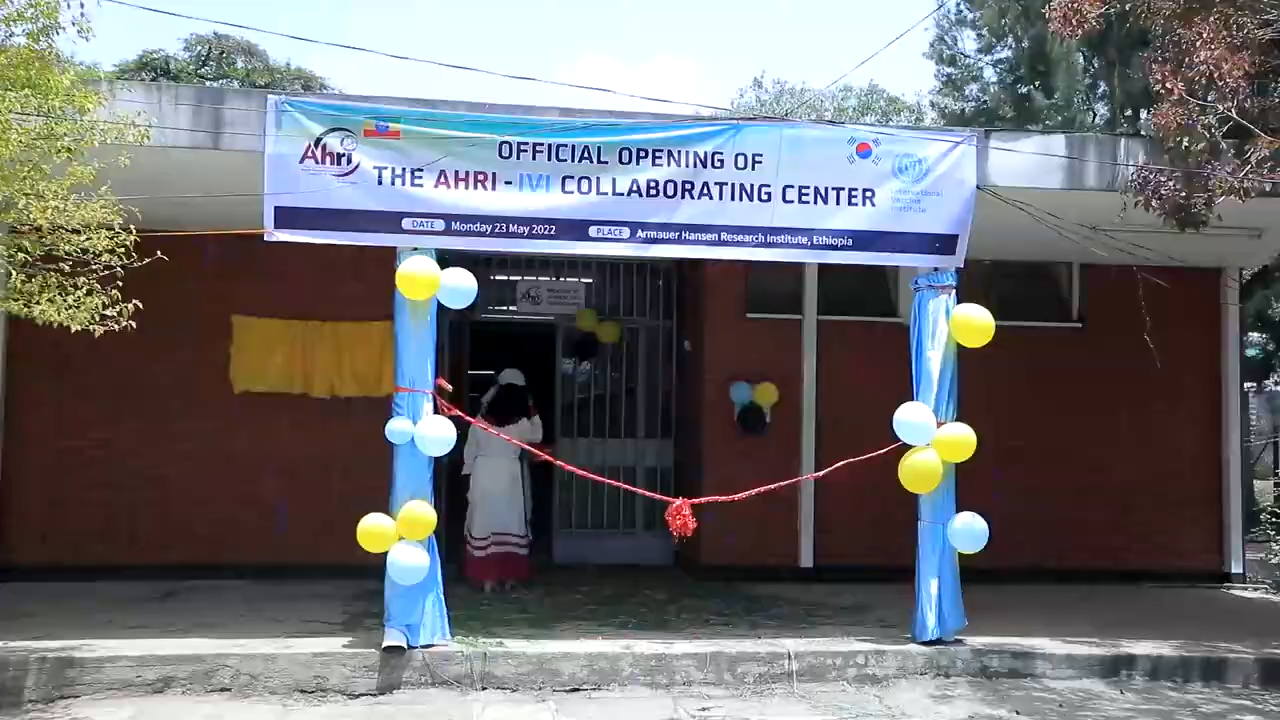 Ahri
OFFICIAL OPENING OF
THE AHRI - IVI COLLABORATING CENTER
International
Vaccine
Institute
DATE Monday 23 May 2022 PLACE Armauer Hansen Research Institute, Ethiopia